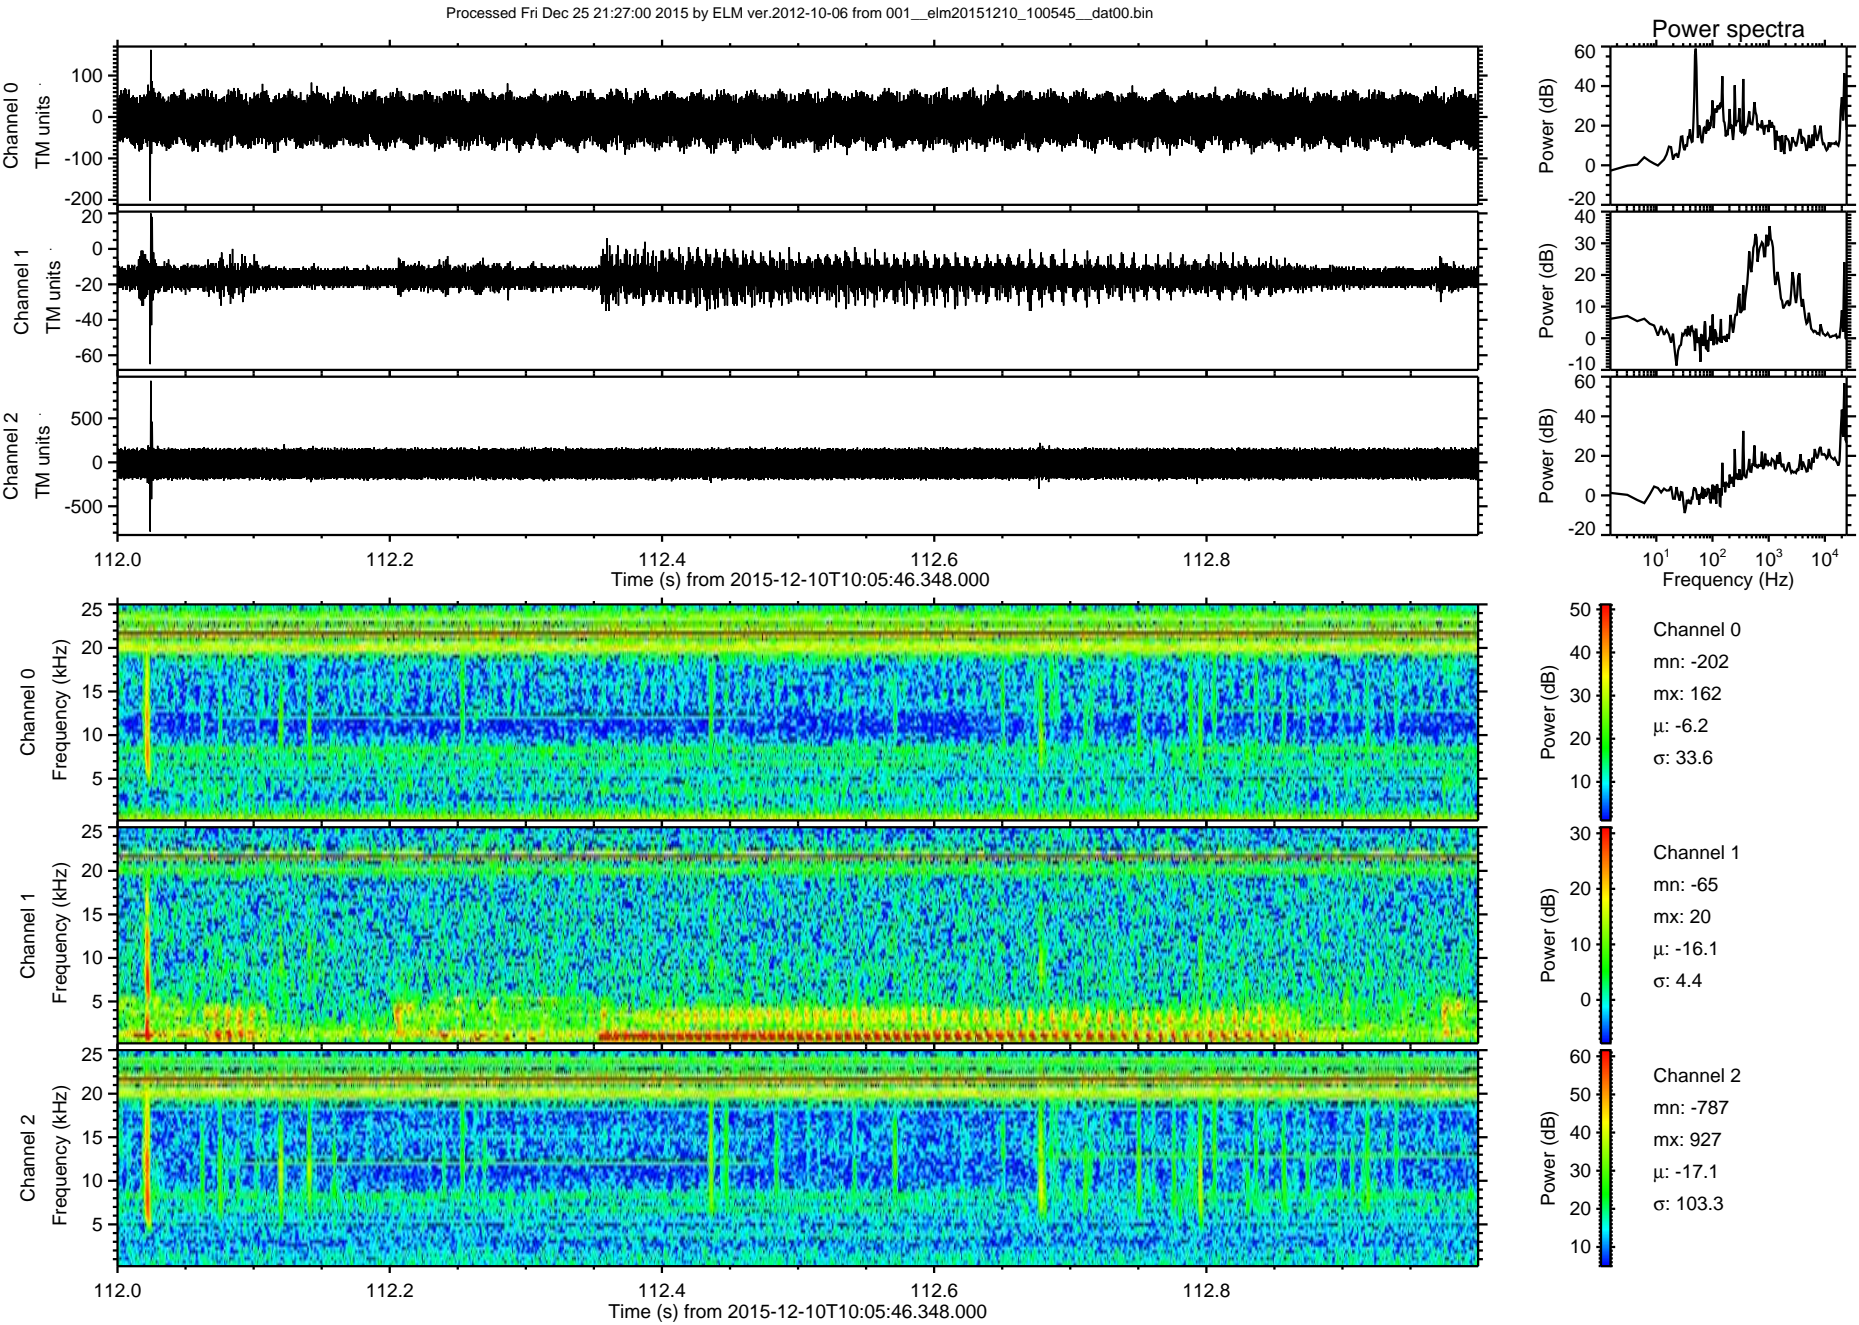 Processed Fri Dec 25 21:27:00 2015 by ELM ver.2012-10-06 from 001__elm20151210_100545__dat00.bin
Power spectra
Channel 0
TM units
100
0
-100
-200
Power (dB)
60
40
20
0
-20
Channel 1
TM units
20
0
-20
-40
-60
Power (dB)
40
30
20
10
0
-10
Channel 2
TM units
500
0
-500
Power (dB)
60
40
20
0
-20
112.0 112.2 112.4 112.6 112.8
Time (s) from 2015-12-10T10:05:46.348.000
10¹ 10² 10³ 10⁴
Frequency (Hz)
Channel 0
Frequency (kHz)
25
20
15
10
5
Power (dB)
50
40
30
20
10
Channel 0
mn: -202
mx: 162
μ: -6.2
σ: 33.6
Channel 1
Frequency (kHz)
25
20
15
10
5
Power (dB)
30
20
10
0
Channel 1
mn: -65
mx: 20
μ: -16.1
σ: 4.4
Channel 2
Frequency (kHz)
25
20
15
10
5
Power (dB)
60
50
40
30
20
10
Channel 2
mn: -787
mx: 927
μ: -17.1
σ: 103.3
112.0 112.2 112.4 112.6 112.8
Time (s) from 2015-12-10T10:05:46.348.000